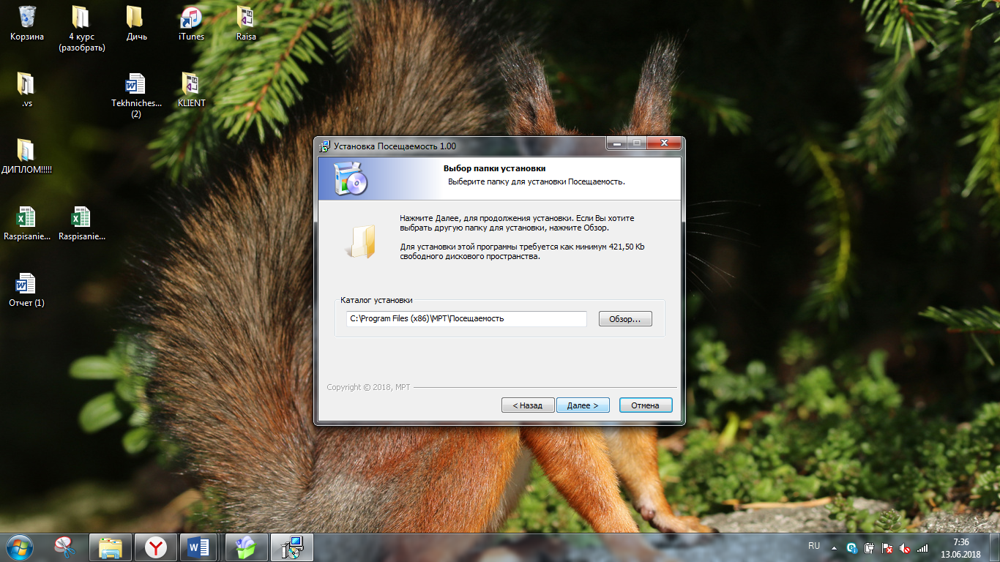 Корзина
4 курс
(разобрать)
Дичь
iTunes
Raisa
.vs
Tekhniches...
(2)
KLIENT
ДИПЛОМ!!!!!
Raspisanie...
Raspisanie...
Отчет (1)
Установка Посещаемость 1.00
Выбор папки установки
Выберите папку для установки Посещаемость.
Нажмите Далее, для продолжения установки. Если Вы хотите
выбрать другую папку для установки, нажмите Обзор.
Для установки этой программы требуется как минимум 421,50 Kb
свободного дискового пространства.
Каталог установки
C:\Program Files (x86)\МРТ\Посещаемость
Обзор...
Copyright © 2018, МРТ
< Назад
Далее >
Отмена
RU
7:36
13.06.2018